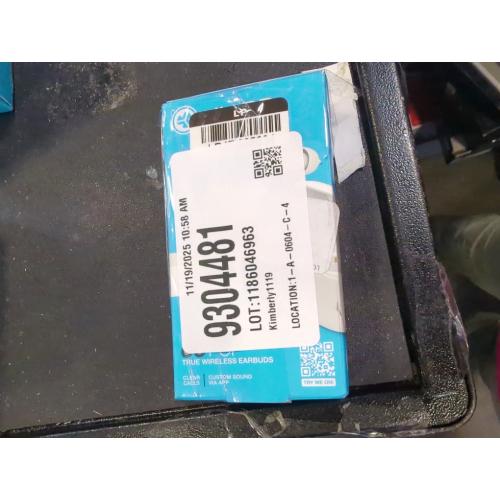 11/19/2025 10:58 AM
9304481
LOT:1186046963
Kimberly1119
LOCATION:1-A-0604-C-4
TRUE WIRELESS EARBUDS
CLEAR CALLS
CUSTOM SOUND VIA APP
TRY ME ON!